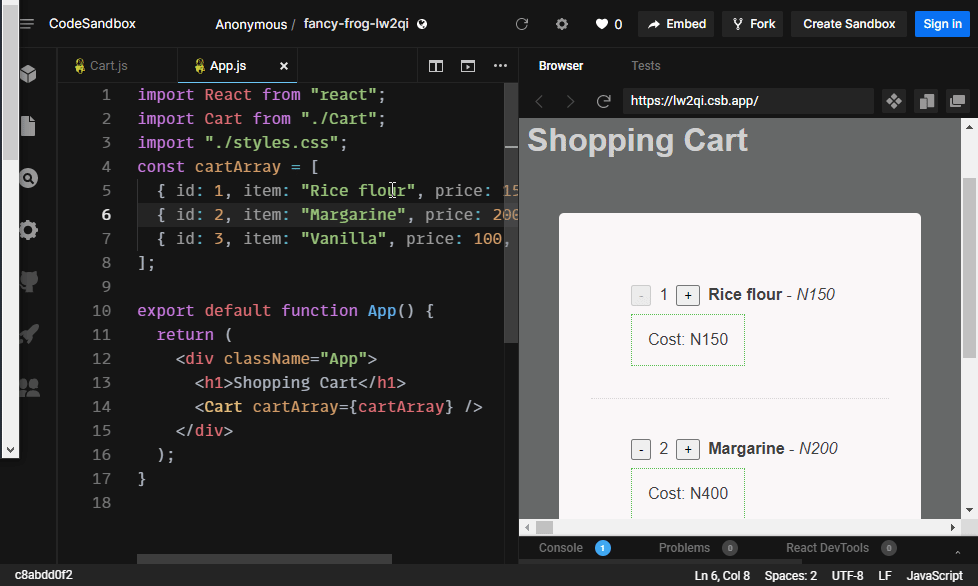 CodeSandbox
Anonymous / fancy-frog-lw2qi
0
Embed
Fork
Create Sandbox
Sign in
Cart.js
App.js
Browser
Tests
https://lw2qi.csb.app/
1 import React from "react";
2 import Cart from "./Cart";
3 import "./styles.css";
4 const cartArray = [
5 { id: 1, item: "Rice flour", price: 15
6 { id: 2, item: "Margarine", price: 200
7 { id: 3, item: "Vanilla", price: 100,
8 ];
9
10 export default function App() {
11 return (
12 <div className="App">
13 <h1>Shopping Cart</h1>
14 <Cart cartArray={cartArray} />
15 </div>
16 );
17 }
18
Shopping Cart
- 1 + Rice flour - N150
Cost: N150
- 2 + Margarine - N200
Cost: N400
Console 1
Problems 0
React DevTools 0
c8abdd0f2
Ln 6, Col 8
Spaces: 2
UTF-8
LF
JavaScript